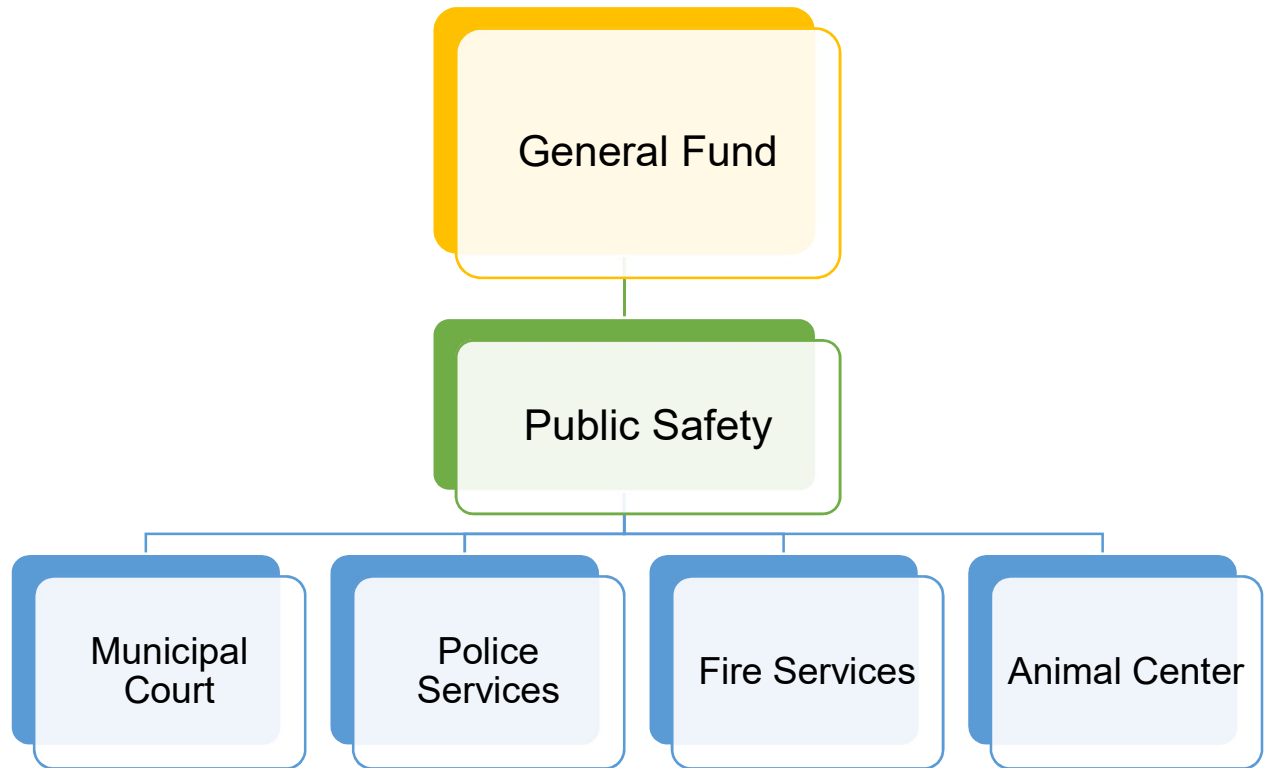 General Fund
Public Safety
Municipal
Court
Police
Services
Fire Services
Animal Center